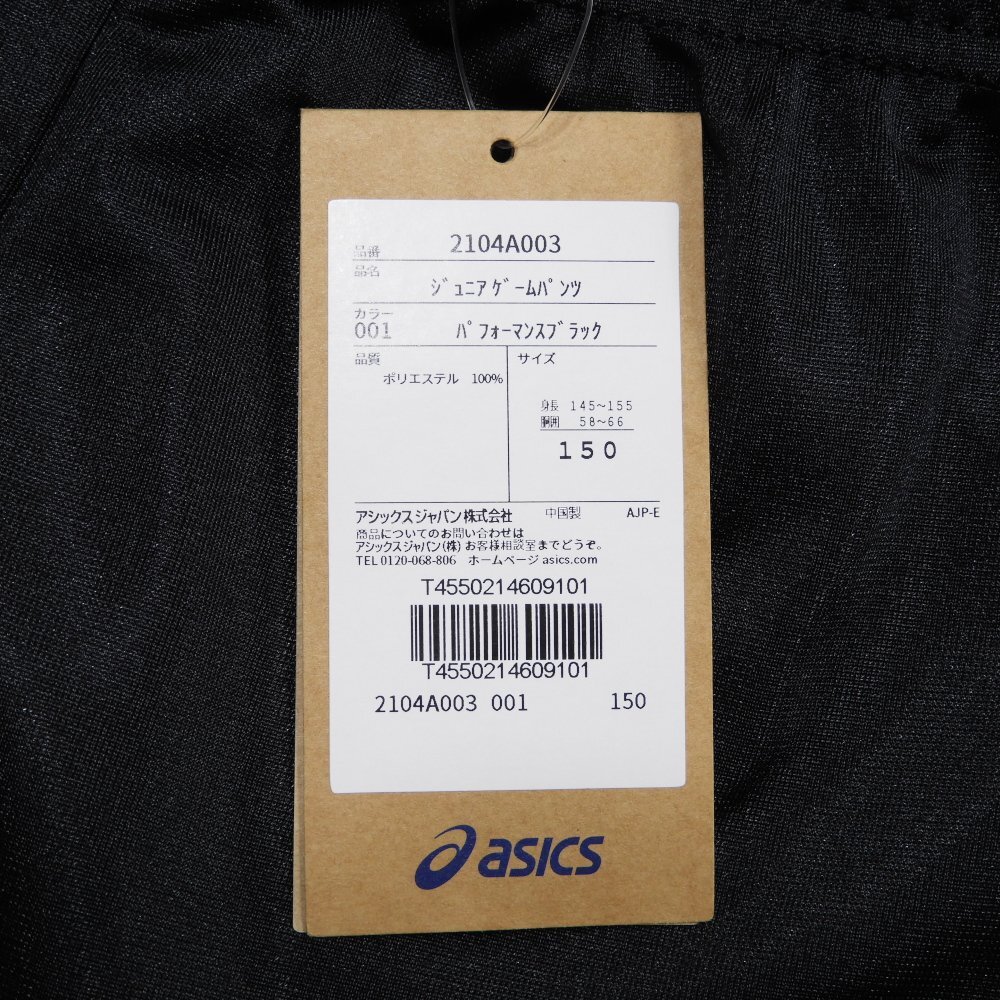 品番 2104A003
品名
ｼﾞｭﾆｱｹﾞｰﾑﾊﾟﾝﾂ
カラー
001 ﾊﾟﾌｫｰﾏﾝｽﾌﾞﾗｯｸ
品質
ポリエステル 100%
サイズ
身長 145～155
胴囲 58～66
150
アシックスジャパン株式会社 中国製 AJP-E
商品についてのお問い合わせは
アシックスジャパン(株) お客様相談室までどうぞ。
TEL 0120-068-806 ホームページ asics.com
T4550214609101
T4550214609101
2104A003 001 150
asics